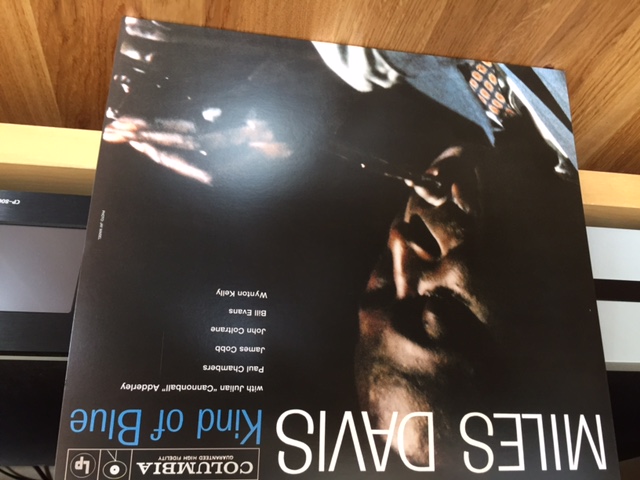 COLUMBIA
GUARANTEED HIGH FIDELITY
Lp
MILES DAVIS
Kind of Blue
with Julian "Cannonball" Adderley
Paul Chambers
James Cobb
John Coltrane
Bill Evans
Wynton Kelly